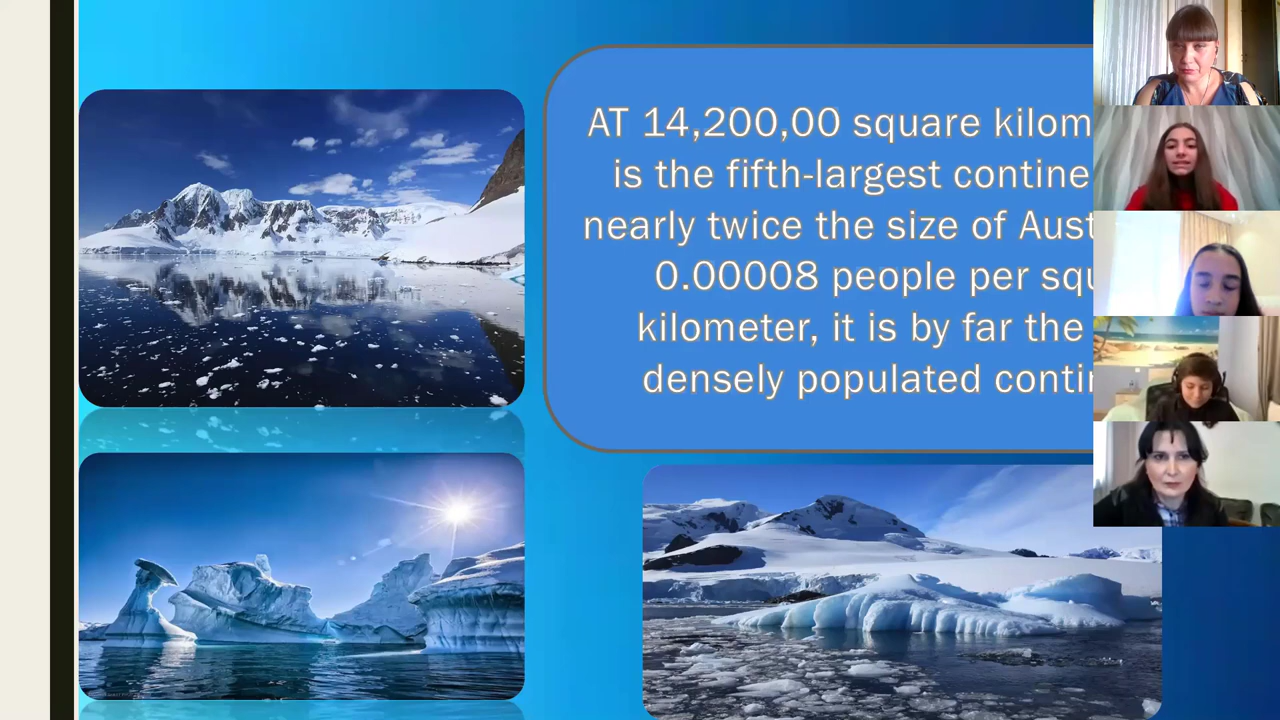 AT 14,200,00 square kilom
is the fifth-largest contine
nearly twice the size of Aust
0.00008 people per squ
kilometer, it is by far the
densely populated contin